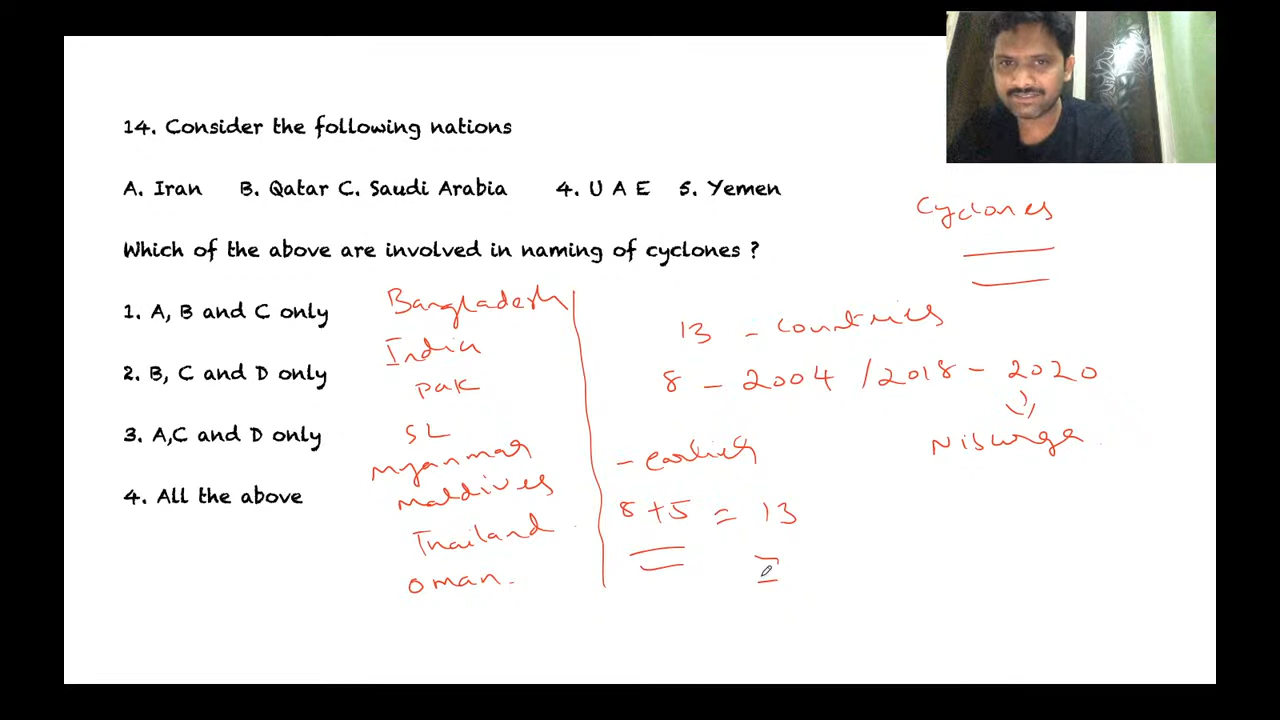 14. Consider the following nations
A. Iran B. Qatar C. Saudi Arabia 4. U A E 5. Yemen
Which of the above are involved in naming of cyclones ?
1. A, B and C only
2. B, C and D only
3. A,C and D only
4. All the above
Bangladesh
India
Pak
SL
Myanmar
Maldives
Thailand
Oman.
Cyclones
13 - countries
8 - 2004 / 2018 - 2020
Nisurga
8 + 5 = 13